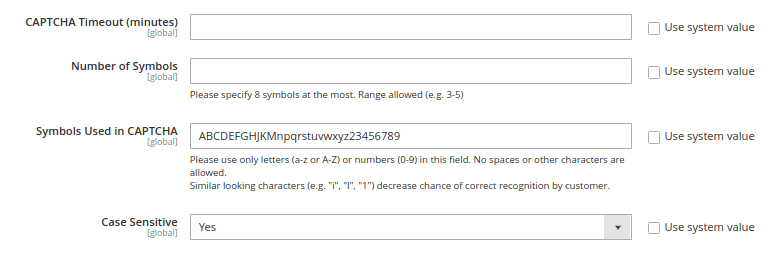 CAPTCHA Timeout (minutes)
[global]
Use system value
Number of Symbols
[global]
Use system value
Please specify 8 symbols at the most. Range allowed (e.g. 3-5)
Symbols Used in CAPTCHA
[global]
ABCDEFGHJKMnpqrstuvwxyz23456789
Use system value
Please use only letters (a-z or A-Z) or numbers (0-9) in this field. No spaces or other characters are
allowed.
Similar looking characters (e.g. "i", "l", "1") decrease chance of correct recognition by customer.
Case Sensitive
[global]
Yes
Use system value